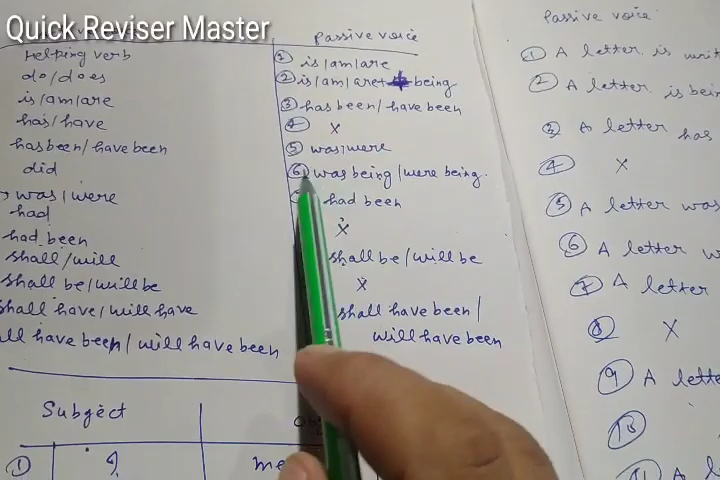 Quick Reviser Master
Helping verb
do/does
is/am/are
has/have
has been/have been
did
was/were
had
had been
shall/will
shall be/will be
shall have/will have
have been/will have been
Passive voice
① is/am/are
② is/am/are+ being
③ has been/have been
④ X
⑤ was/were
⑥ was being/were being.
had been
X
shall be/will be
X
shall have been/
will have been
Subject
① I
me
Passive voice
① A letter is
② A letter is
③ A letter has
④ X
⑤ A letter was
⑥ A letter
⑦ A letter
⑧ X
⑨ A
⑩
⑪ A